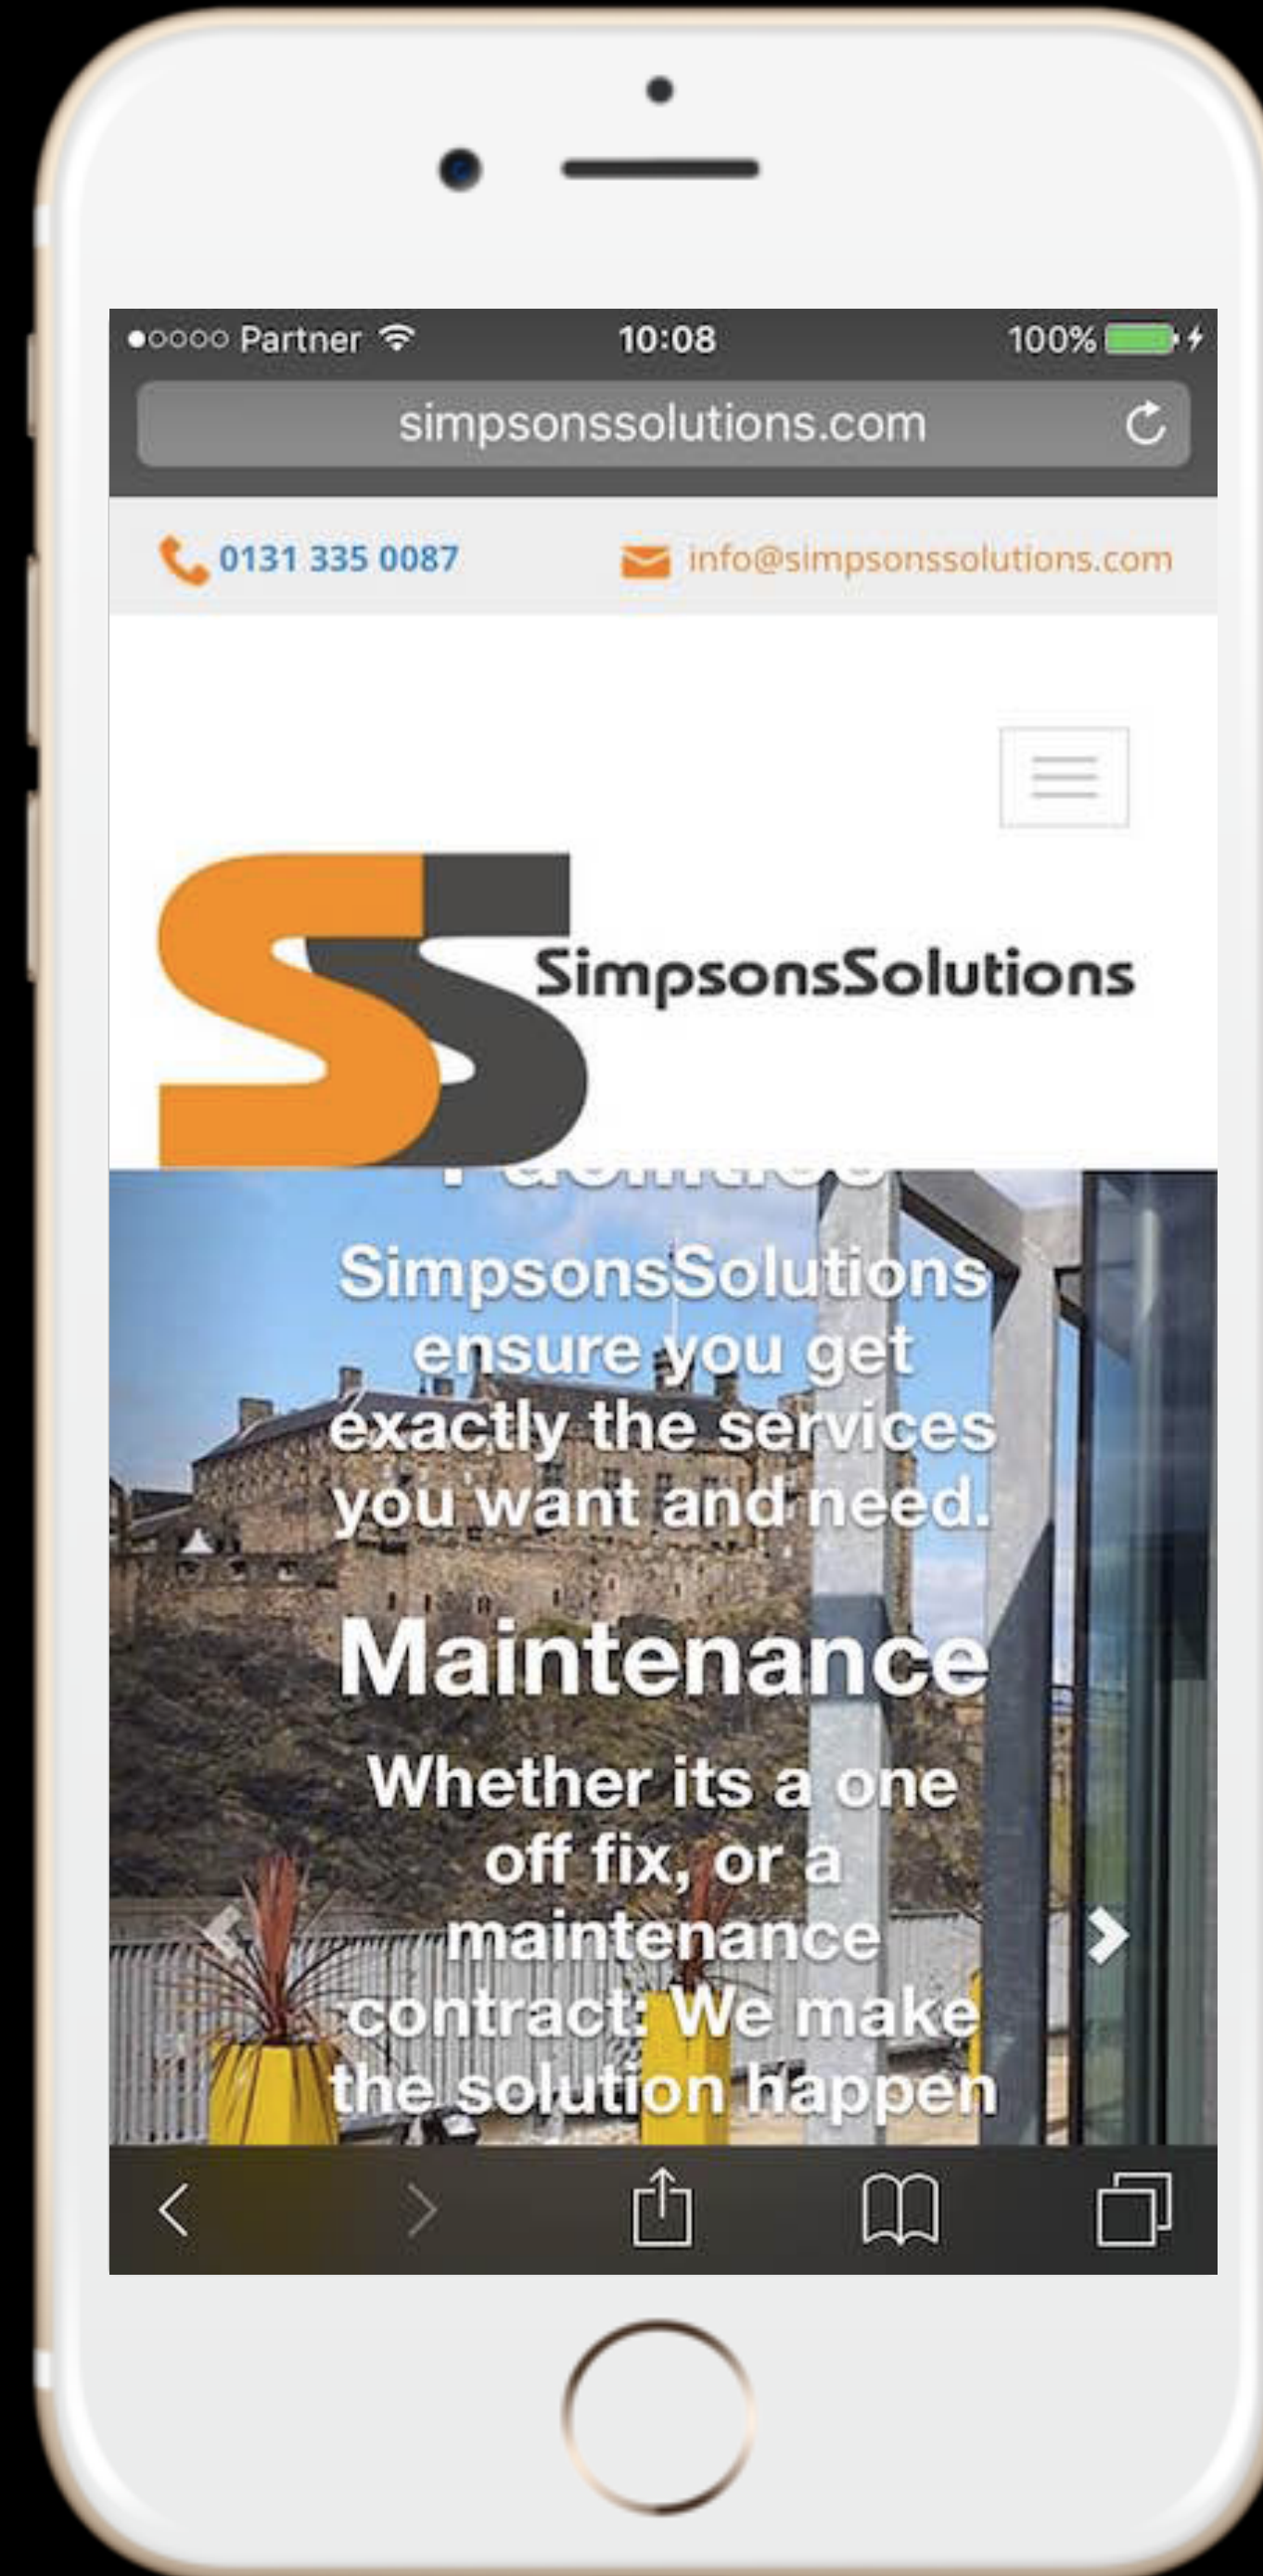 Partner 10:08 100%
simpsonssolutions.com
0131 335 0087 info@simpsonssolutions.com
SS
SimpsonsSolutions
SimpsonsSolutions
ensure you get
exactly the services
you want and need.
Maintenance
Whether its a one
off fix, or a
maintenance
contract: We make
the solution happen